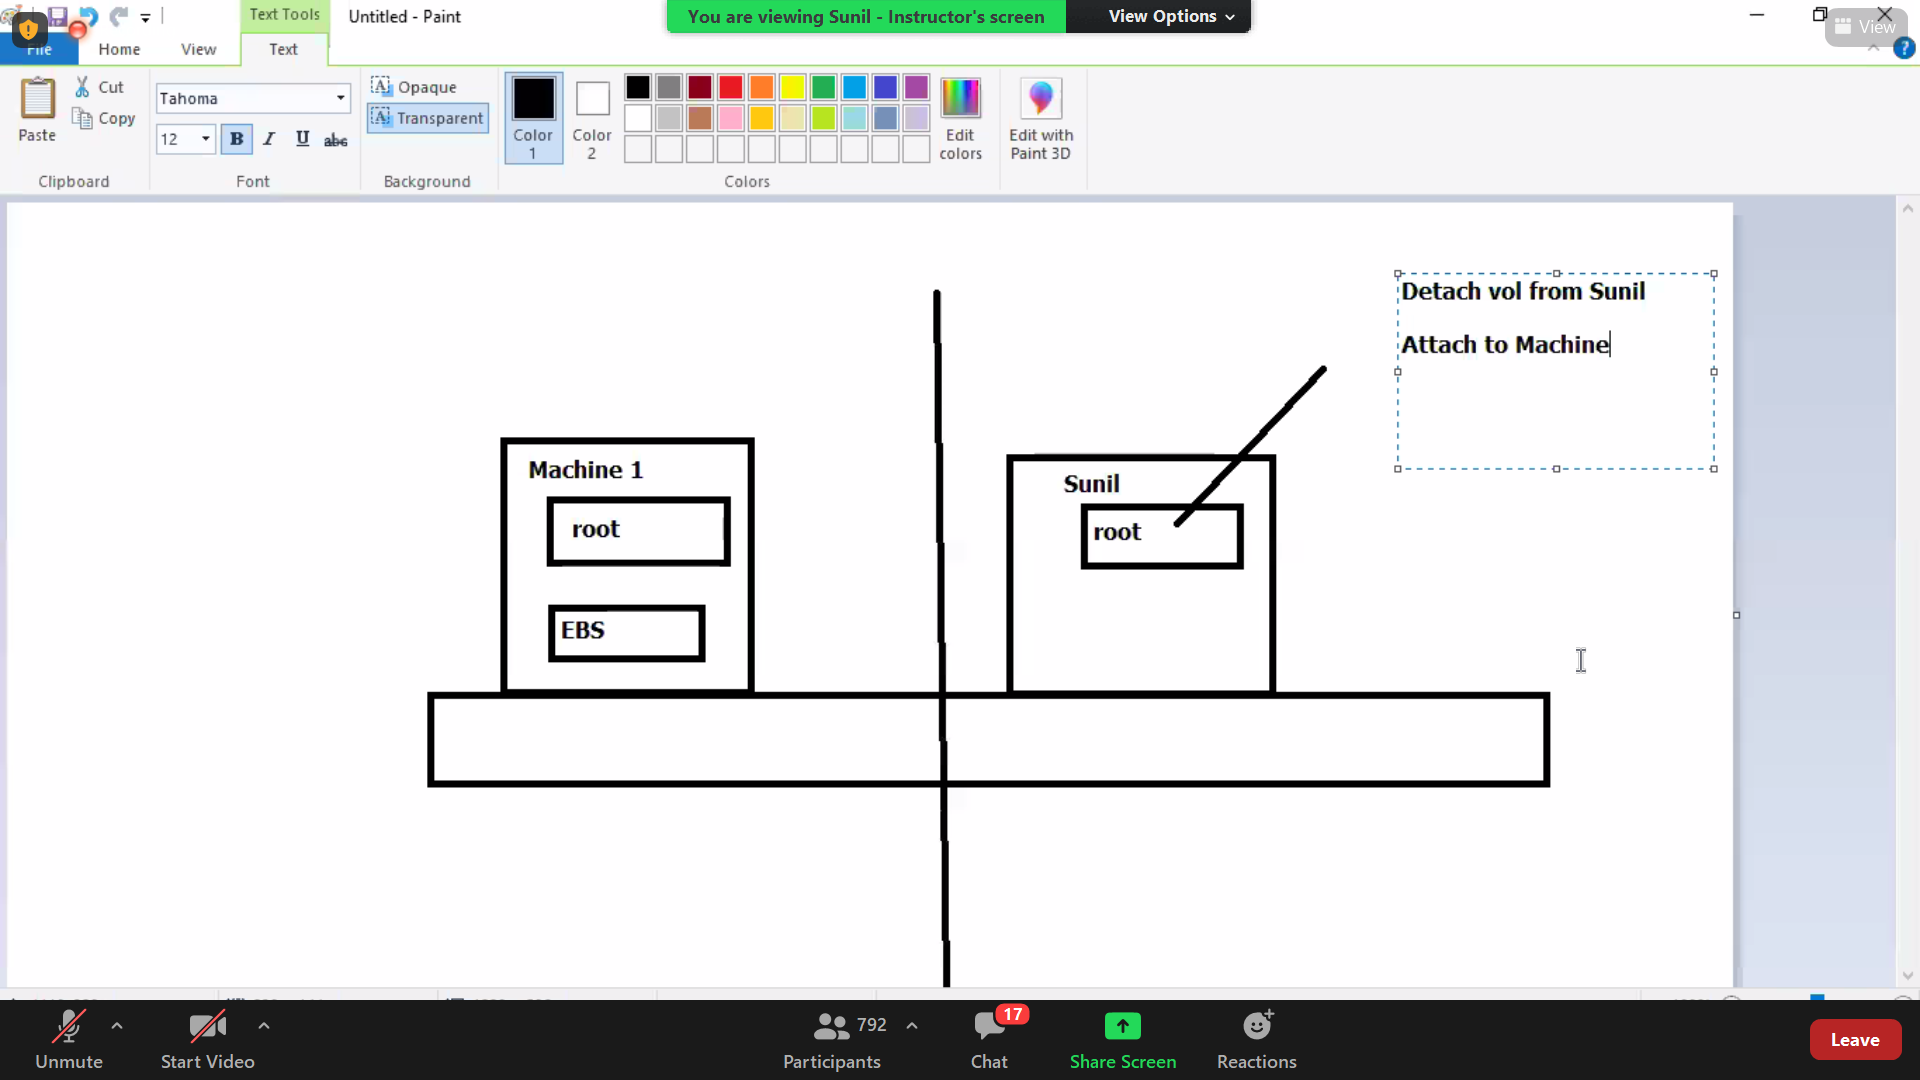 Text Tools
Untitled - Paint
You are viewing Sunil - Instructor's screen
View Options
View
File
Home
View
Text
Paste
Cut
Copy
Clipboard
Tahoma
12
B
I
U
abc
Font
Opaque
Transparent
Background
Color
1
Color
2
Edit
colors
Colors
Edit with
Paint 3D
Detach vol from Sunil
Attach to Machine
Machine 1
root
EBS
Sunil
root
Unmute
Start Video
792
Participants
17
Chat
Share Screen
Reactions
Leave